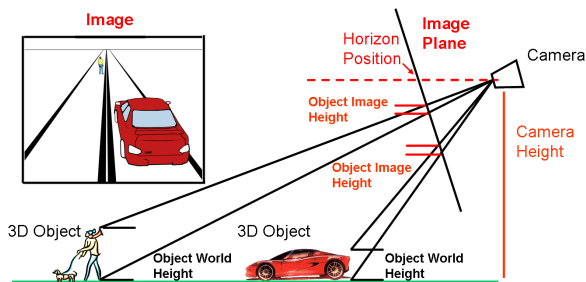 Image
Image
Plane
Horizon
Position
Camera
Object Image
Height
Camera
Height
Object Image
Height
3D Object
3D Object
Object World
Height
Object World
Height